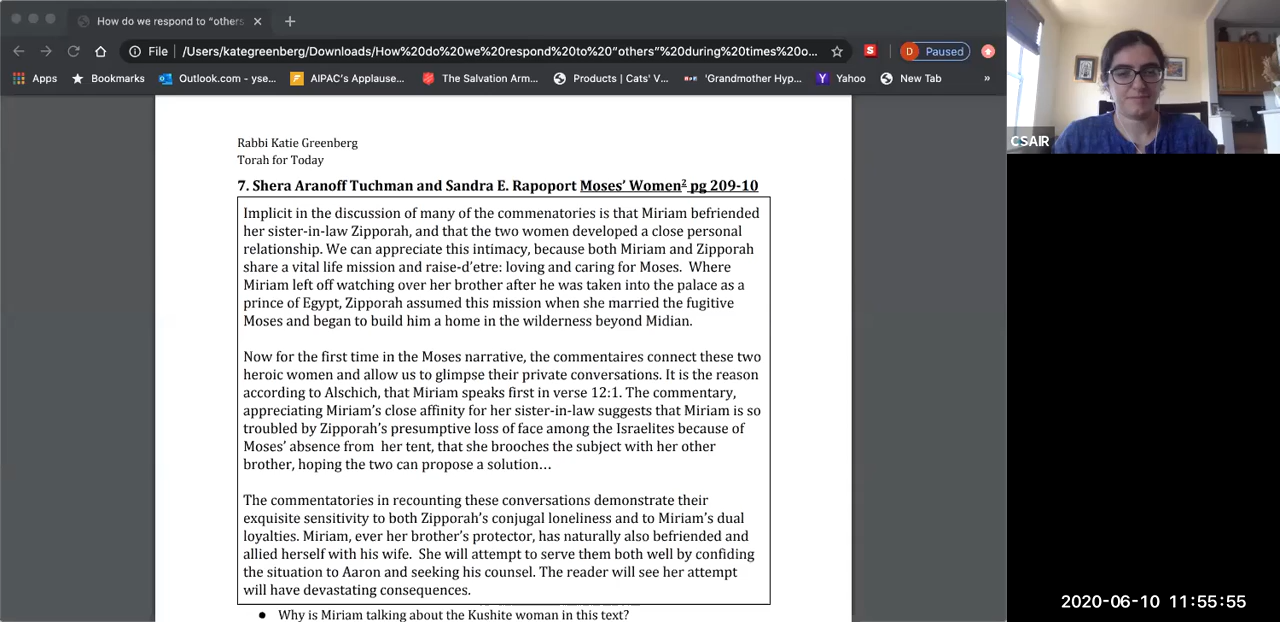 How do we respond to “others
File
/Users/kategreenberg/Downloads/How%20do%20we%20respond%20to%20“others”%20during%20times%20o...
S
D
Paused
Apps
Bookmarks
Outlook.com - yse...
AIPAC's Applause...
The Salvation Arm...
Products | Cats' V...
'Grandmother Hyp...
Yahoo
New Tab
»
CSAIR
Rabbi Katie Greenberg
Torah for Today
7. Shera Aranoff Tuchman and Sandra E. Rapoport Moses’ Women² pg 209-10
Implicit in the discussion of many of the commenatories is that Miriam befriended
her sister-in-law Zipporah, and that the two women developed a close personal
relationship. We can appreciate this intimacy, because both Miriam and Zipporah
share a vital life mission and raise-d’etre: loving and caring for Moses.  Where
Miriam left off watching over her brother after he was taken into the palace as a
prince of Egypt, Zipporah assumed this mission when she married the fugitive
Moses and began to build him a home in the wilderness beyond Midian.
Now for the first time in the Moses narrative, the commentaires connect these two
heroic women and allow us to glimpse their private conversations. It is the reason
according to Alschich, that Miriam speaks first in verse 12:1. The commentary,
appreciating Miriam’s close affinity for her sister-in-law suggests that Miriam is so
troubled by Zipporah’s presumptive loss of face among the Israelites because of
Moses’ absence from  her tent, that she brooches the subject with her other
brother, hoping the two can propose a solution…
The commentatories in recounting these conversations demonstrate their
exquisite sensitivity to both Zipporah’s conjugal loneliness and to Miriam’s dual
loyalties. Miriam, ever her brother’s protector, has naturally also befriended and
allied herself with his wife.  She will attempt to serve them both well by confiding
the situation to Aaron and seeking his counsel. The reader will see her attempt
will have devastating consequences.
● Why is Miriam talking about the Kushite woman in this text?
2020-06-10 11:55:55